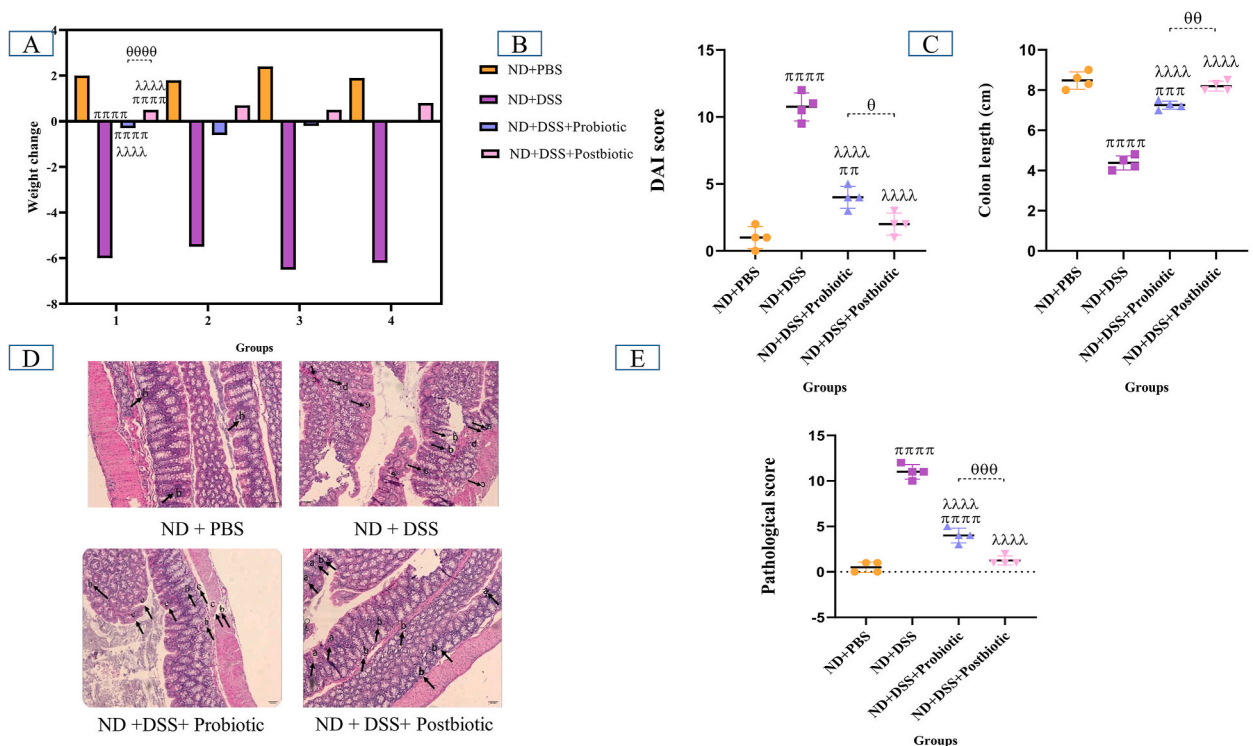 A
6
4
2
0
-2
-4
-6
-8
Weight change
θθθθ
λλλλ
ππππ
ππππ
ππππ
λλλλ
1
2
3
4
Groups
B
ND+PBS
ND+DSS
ND+DSS+Probiotic
ND+DSS+Postbiotic
15
10
5
0
DAI score
ππππ
θ
λλλλ
ππ
λλλλ
ND+PBS
ND+DSS
ND+DSS+Probiotic
ND+DSS+Postbiotic
Groups
C
10
8
6
4
2
0
Colon length (cm)
θθ
λλλλ
πππ
λλλλ
ππππ
ND+PBS
ND+DSS
ND+DSS+Probiotic
ND+DSS+Postbiotic
Groups
D
b
b
b
ND + PBS
d
b
d
ND + DSS
b
c
ND +DSS+ Probiotic
a
b
ND + DSS+ Postbiotic
E
15
10
5
0
-5
Pathological score
ππππ
θθθ
λλλλ
ππππ
λλλλ
ND+PBS
ND+DSS
ND+DSS+Probiotic
ND+DSS+Postbiotic
Groups